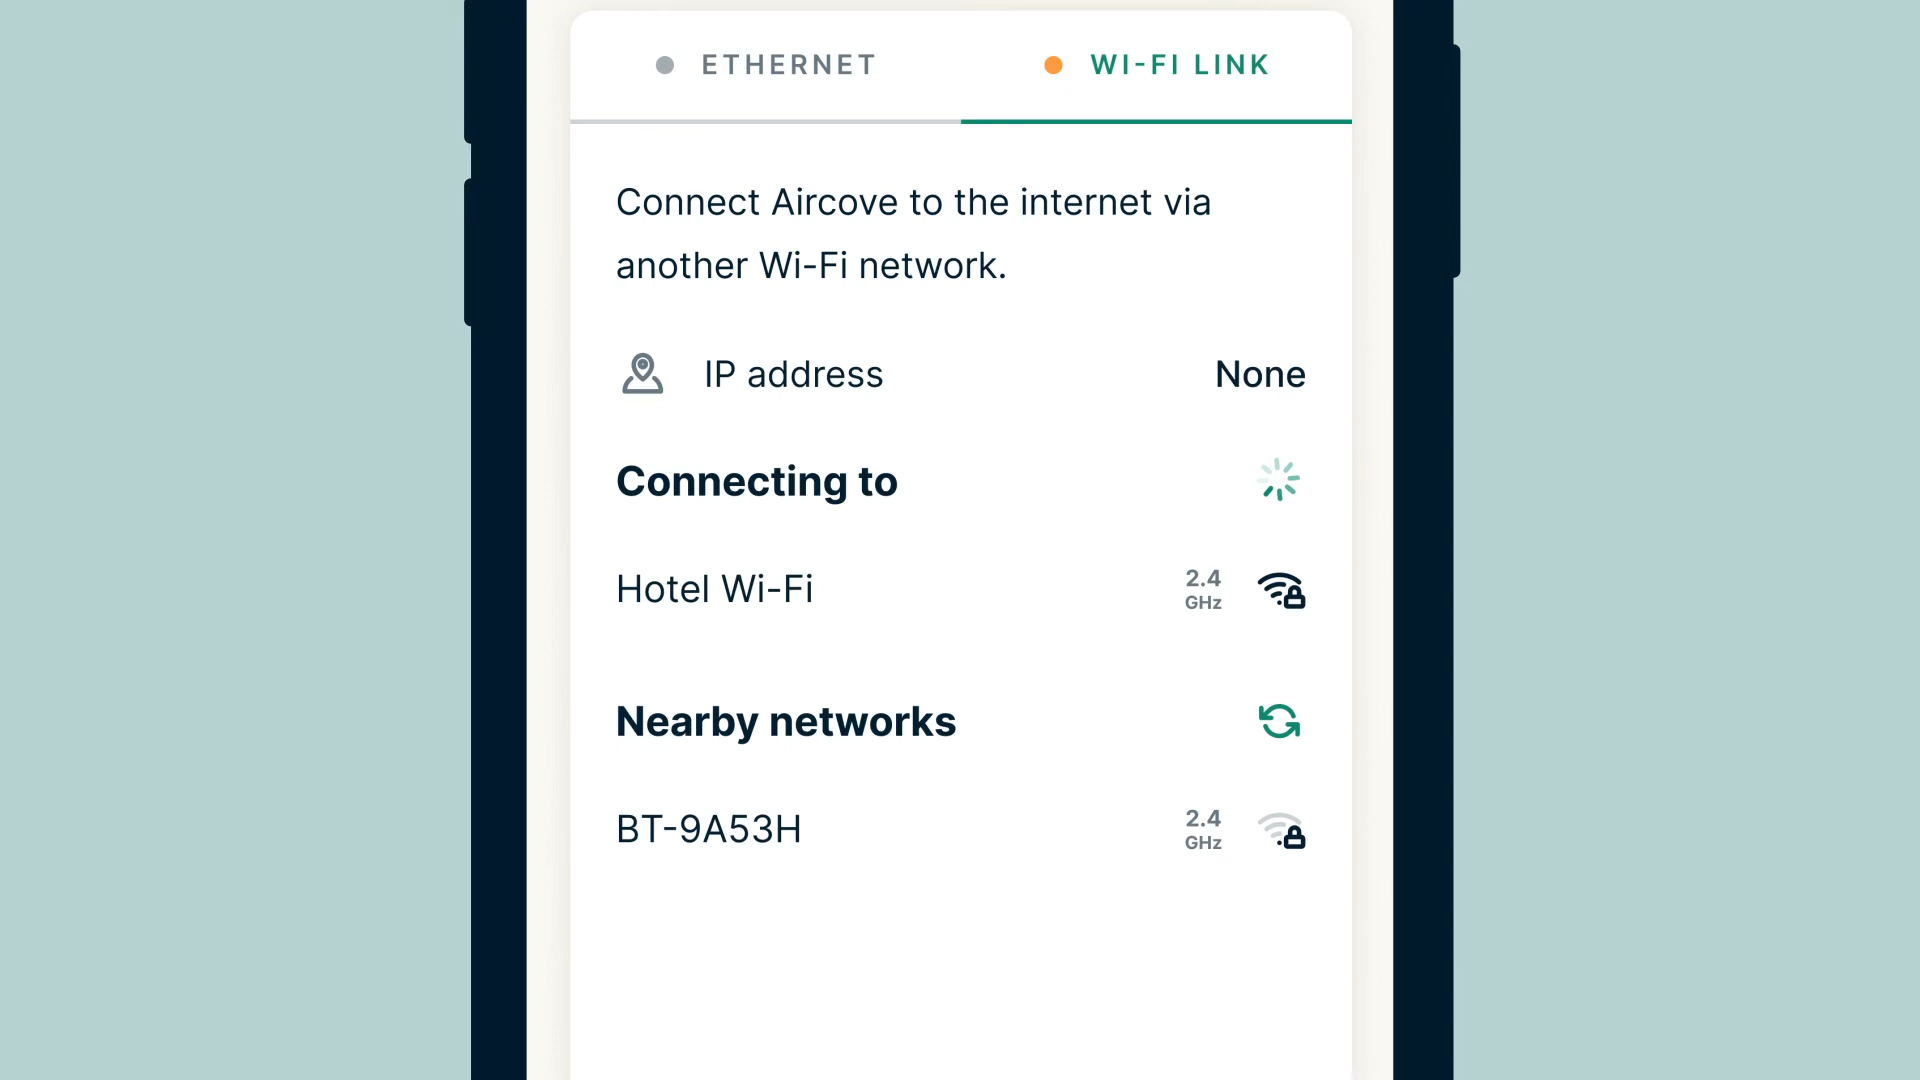 ETHERNET
WI-FI LINK
Connect Aircove to the internet via
another Wi-Fi network.
IP address
None
Connecting to
Hotel Wi-Fi
2.4
GHz
Nearby networks
BT-9A53H
2.4
GHz